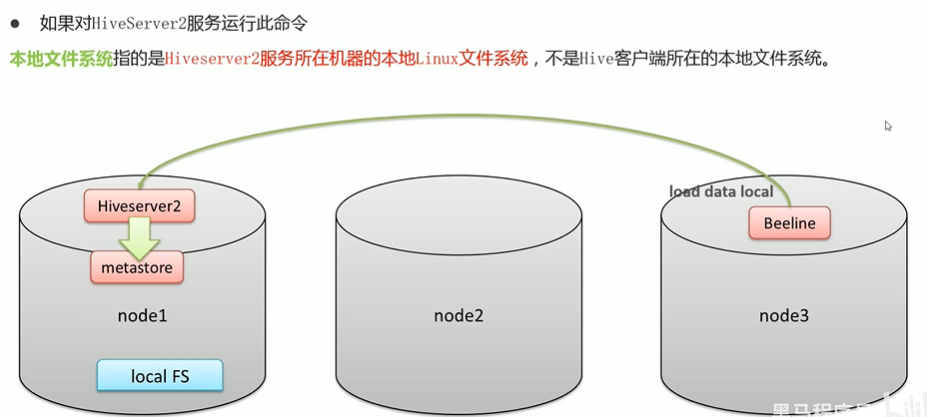 ● 如果对HiveServer2服务运行此命令
本地文件系统指的是Hiveserver2服务所在机器的本地Linux文件系统，不是Hive客户端所在的本地文件系统。
load data local
Hiveserver2
Beeline
metastore
node1
node2
node3
local FS
黑马程序员